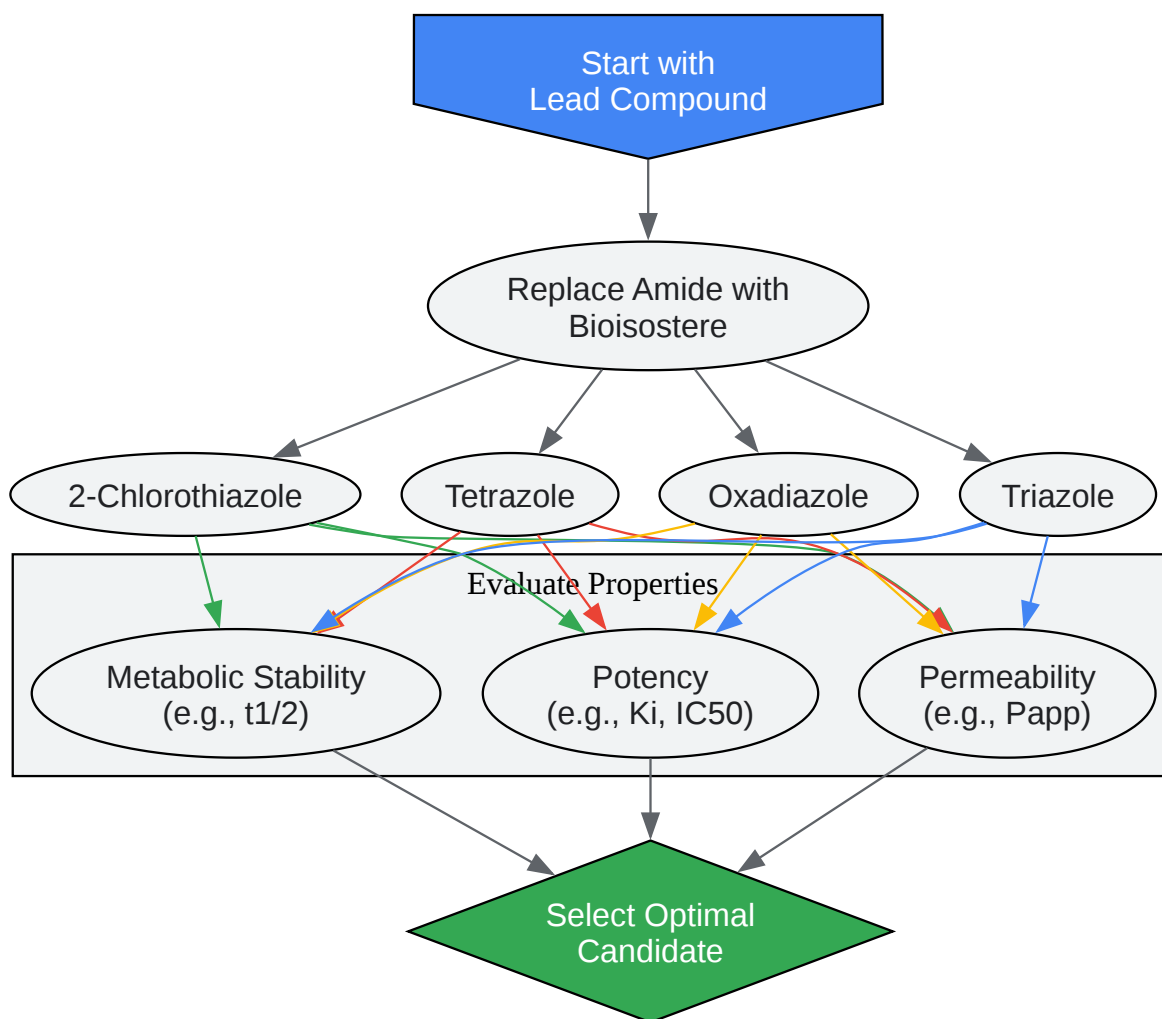 Start with
Lead Compound
Replace Amide with
Bioisostere
2-Chlorothiazole
Tetrazole
Oxadiazole
Triazole
Evaluate Properties
Metabolic Stability
(e.g., t1/2)
Potency
(e.g., Ki, IC50)
Permeability
(e.g., Papp)
Select Optimal
Candidate